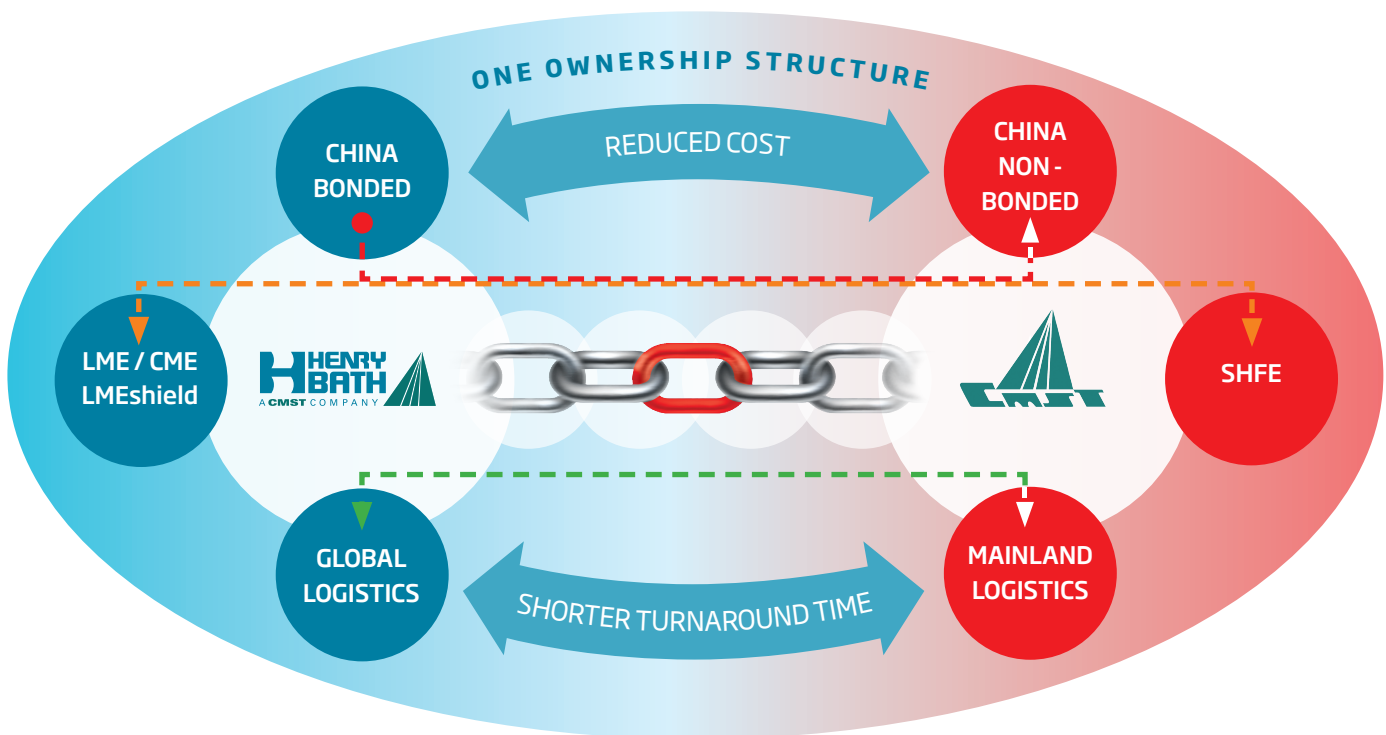 ONE OWNERSHIP STRUCTURE
CHINA
BONDED
REDUCED COST
CHINA
NON -
BONDED
LME / CME
LMEshield
HENRY
BATH
A CMST COMPANY
CMST
SHFE
GLOBAL
LOGISTICS
SHORTER TURNAROUND TIME
MAINLAND
LOGISTICS